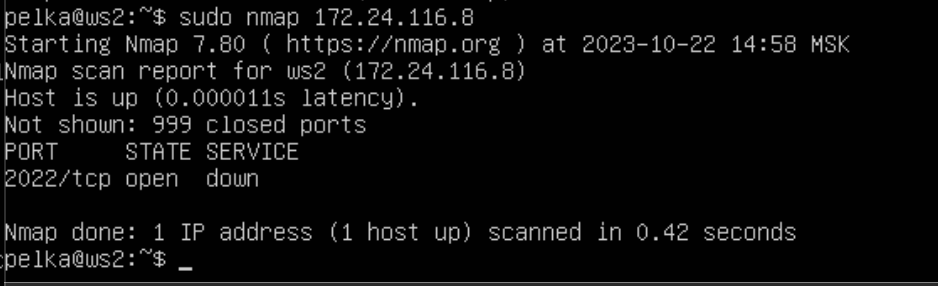 pelka@ws2:~$ sudo nmap 172.24.116.8
Starting Nmap 7.80 ( https://nmap.org ) at 2023-10-22 14:58 MSK
Nmap scan report for ws2 (172.24.116.8)
Host is up (0.000011s latency).
Not shown: 999 closed ports
PORT     STATE SERVICE
2022/tcp open  down

Nmap done: 1 IP address (1 host up) scanned in 0.42 seconds
pelka@ws2:~$ _